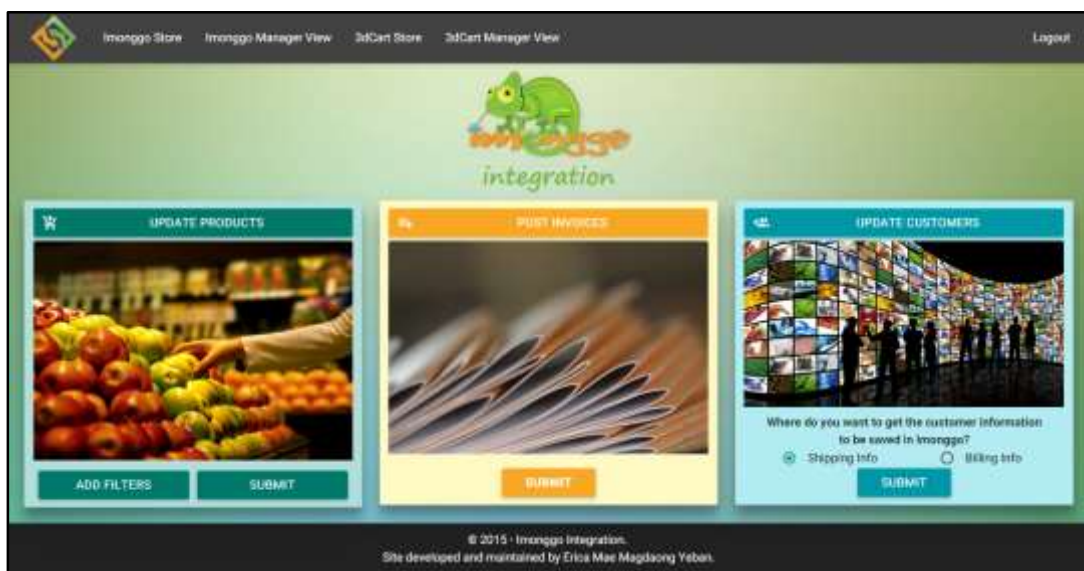 Imonggo Store Imonggo Manager View 3dCart Store 3dCart Manager View Logout
imonggo
integration
UPDATE PRODUCTS
POST INVOICES
UPDATE CUSTOMERS
Where do you want to get the customer information
to be saved in Imonggo?
Shipping Info Billing Info
ADD FILTERS SUBMIT
SUBMIT
SUBMIT
© 2015 - Imonggo Integration.
Site developed and maintained by Erica Mae Magdaong Yeban.